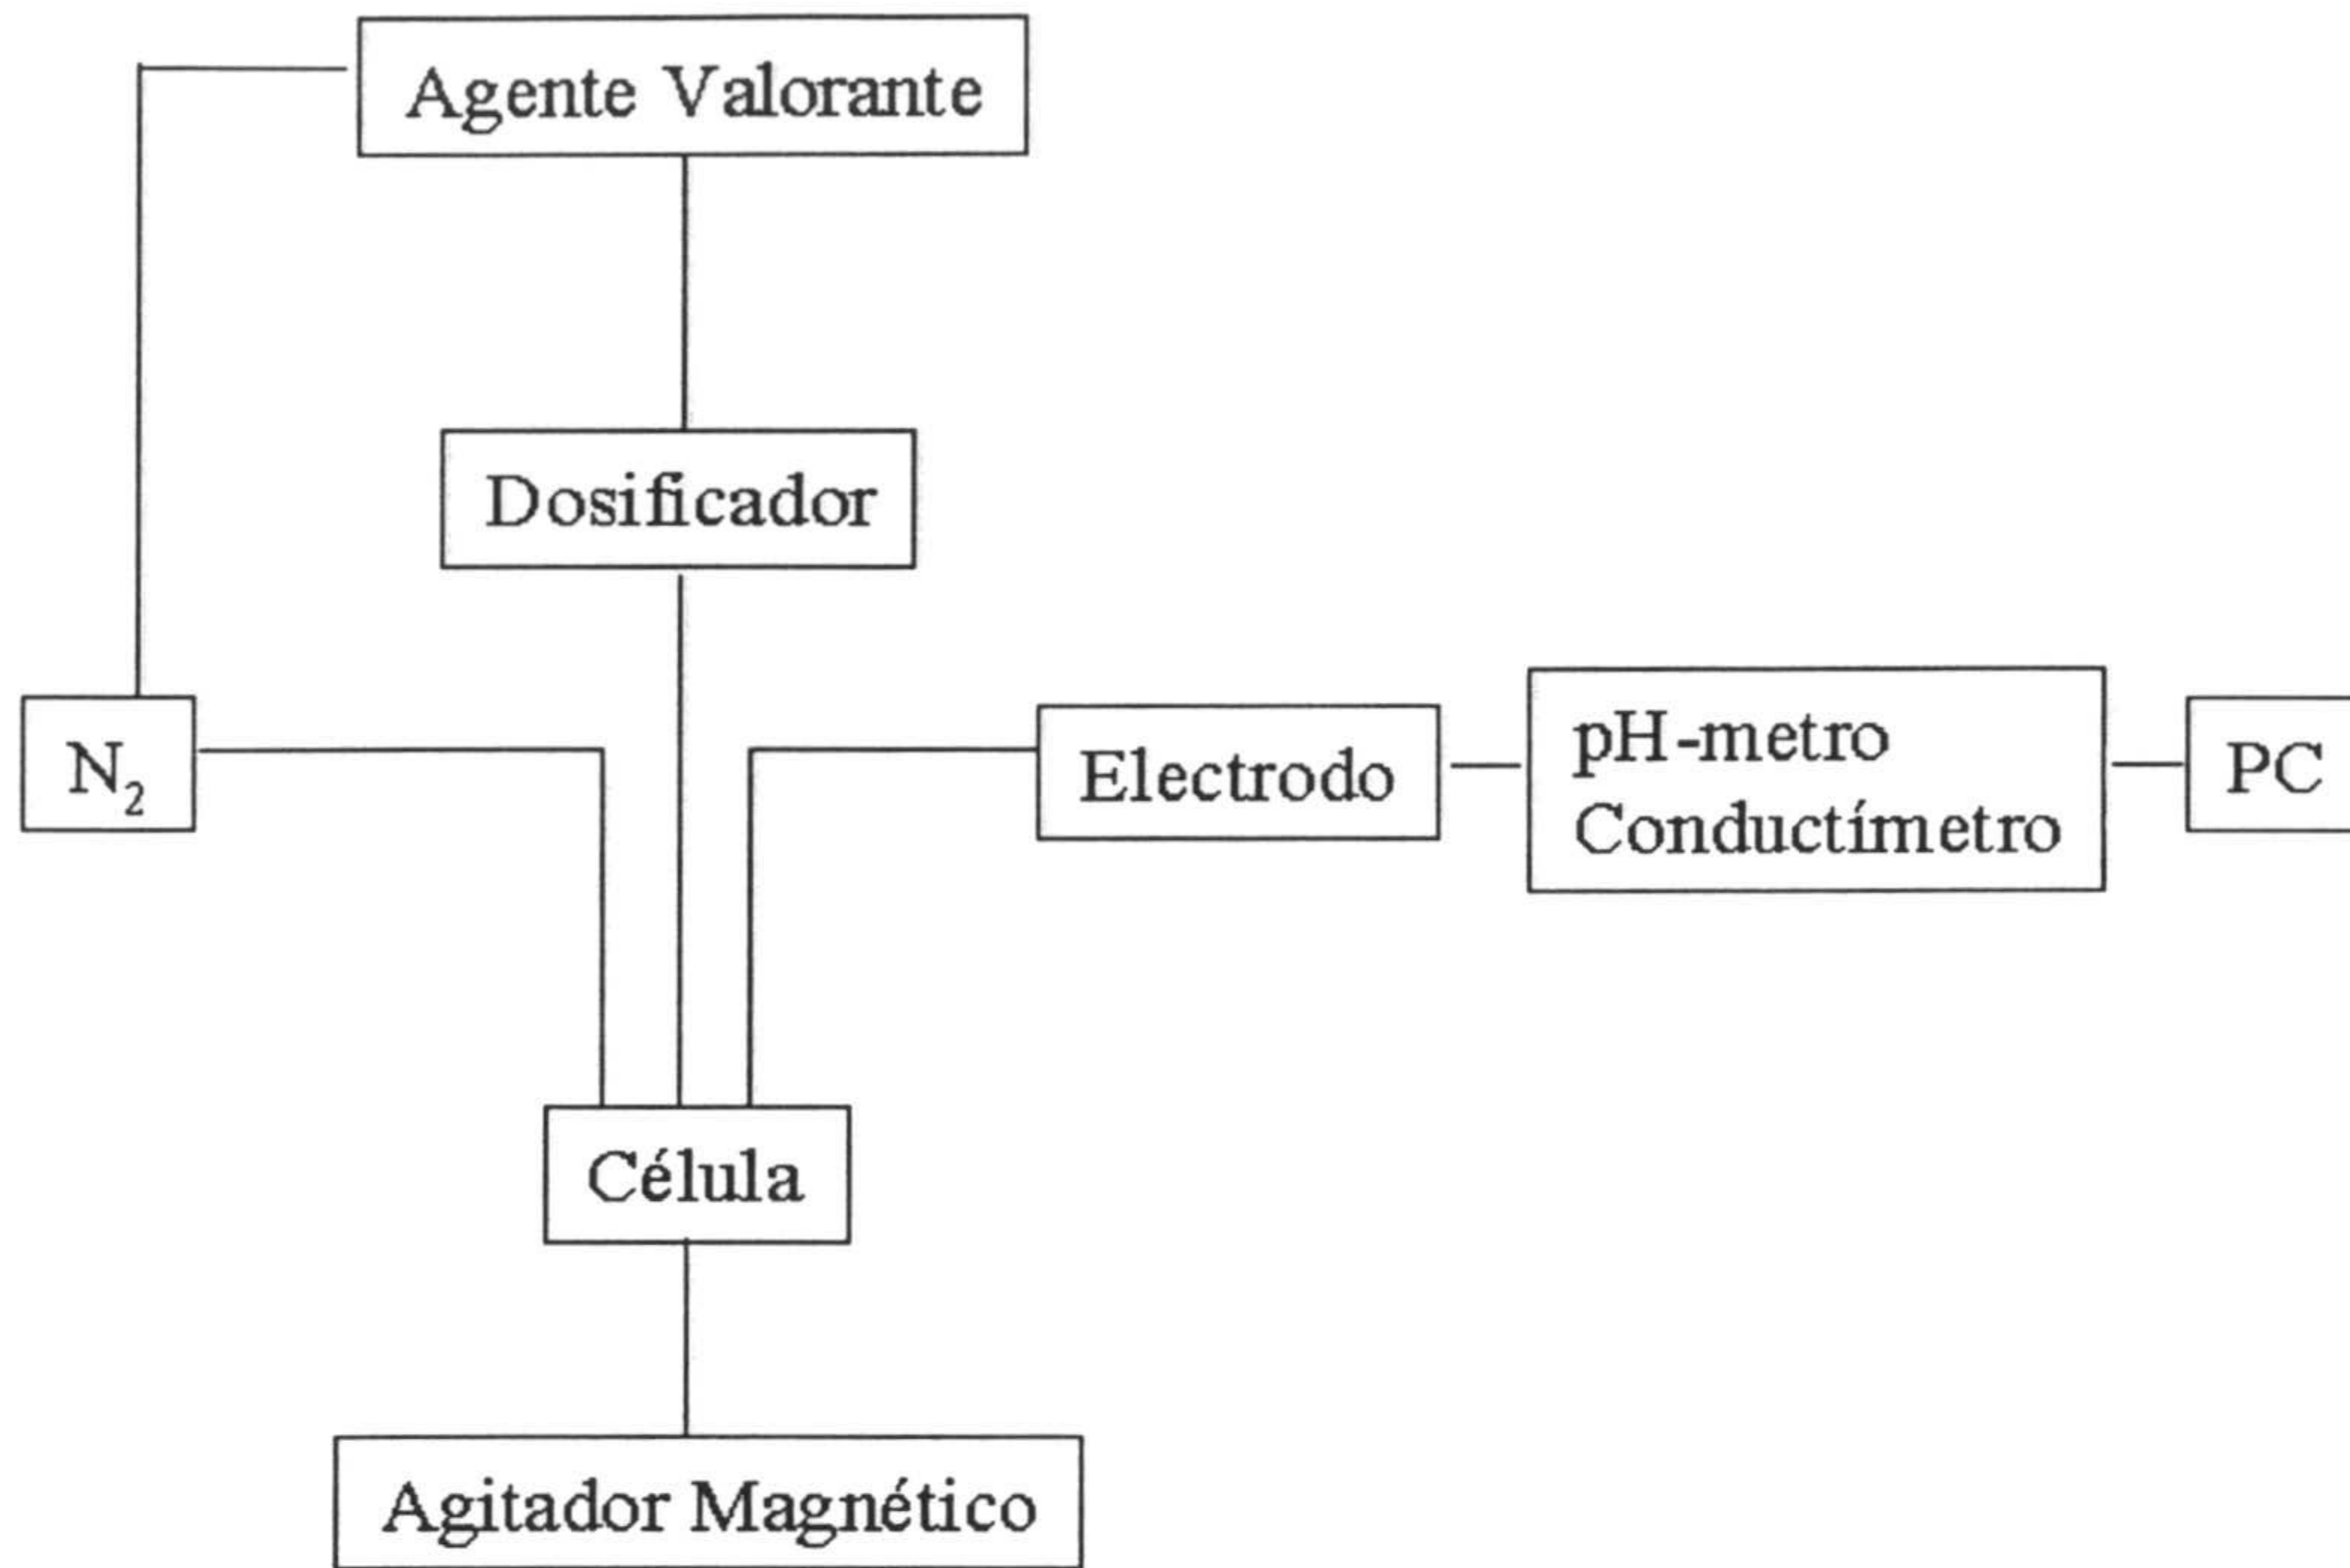 Agente Valorante
Dosificador
N₂
Electrodo
pH-metro
Conductímetro
PC
Célula
Agitador Magnético